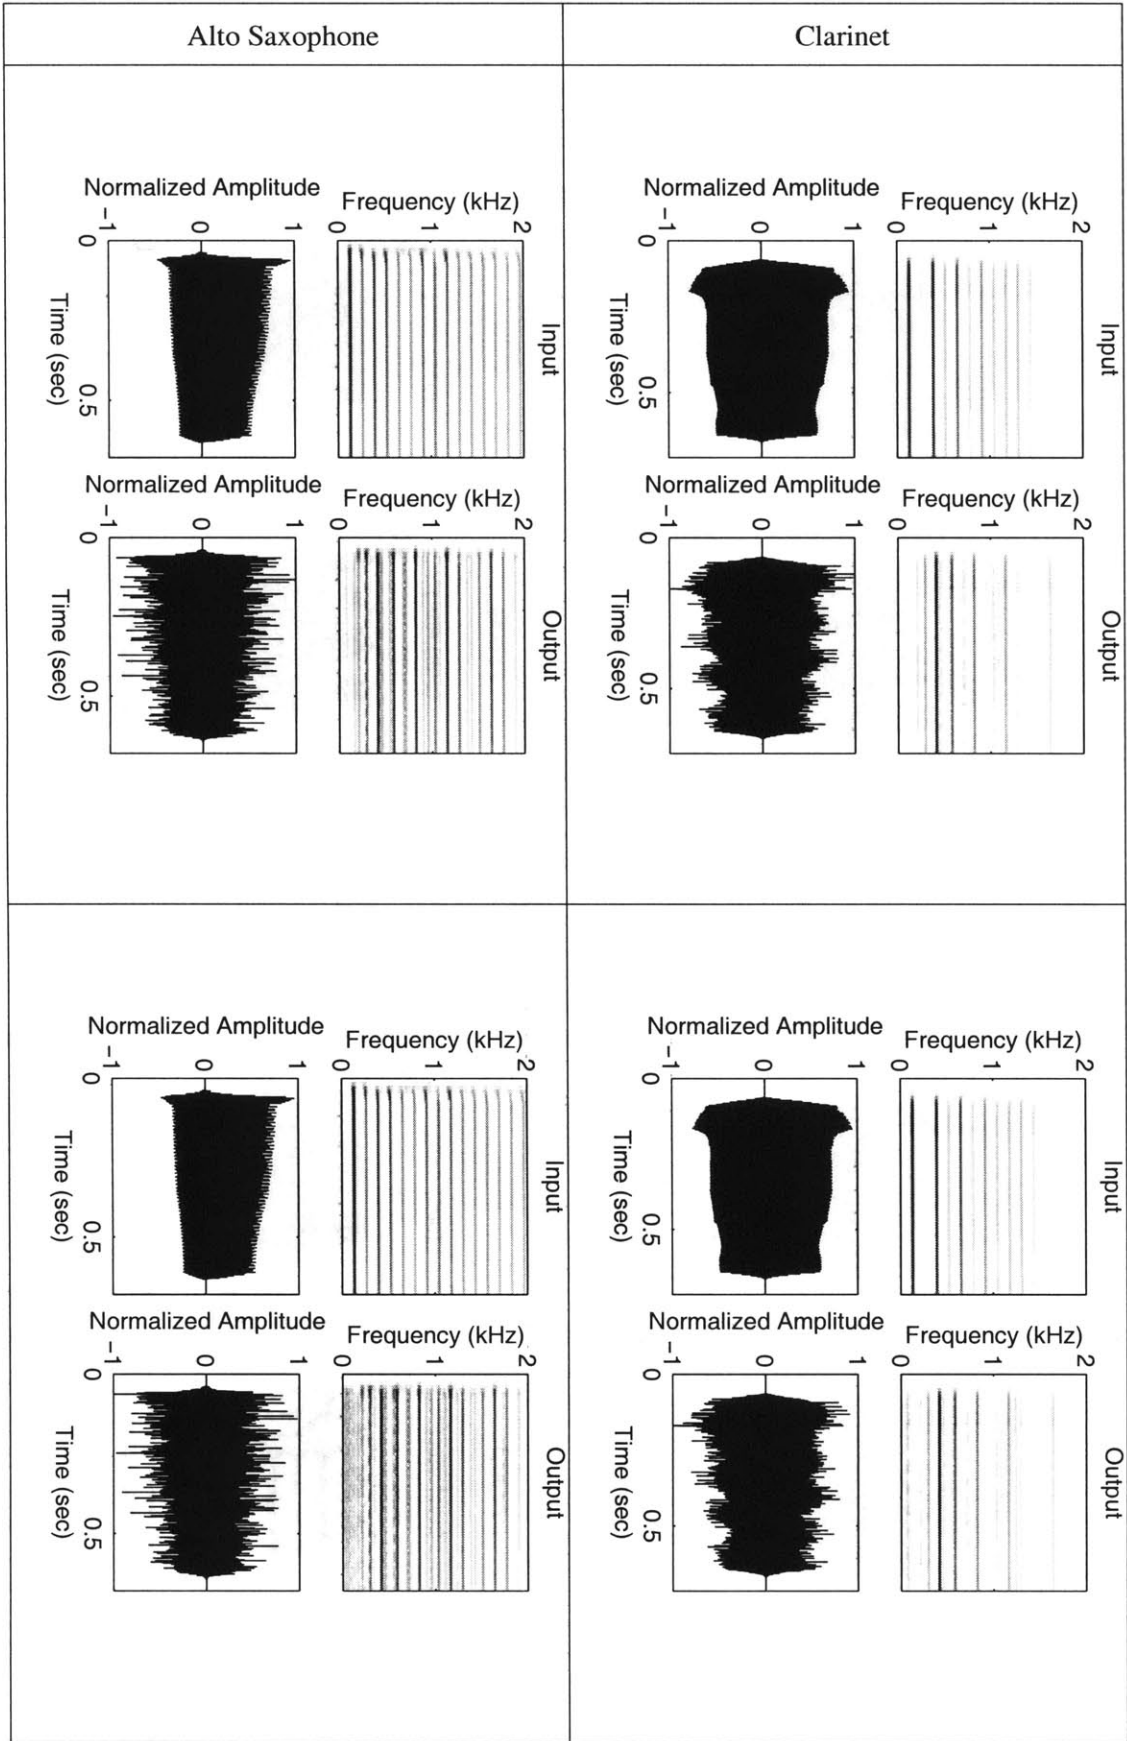 Alto Saxophone
Clarinet
Normalized Amplitude
−1
0
1
0
0.5
Time (sec)
Frequency (kHz)
0
1
2
Input
Normalized Amplitude
−1
0
1
0
0.5
Time (sec)
Frequency (kHz)
0
1
2
Output
Normalized Amplitude
−1
0
1
0
0.5
Time (sec)
Frequency (kHz)
0
1
2
Input
Normalized Amplitude
−1
0
1
0
0.5
Time (sec)
Frequency (kHz)
0
1
2
Output
Normalized Amplitude
−1
0
1
0
0.5
Time (sec)
Frequency (kHz)
0
1
2
Input
Normalized Amplitude
−1
0
1
0
0.5
Time (sec)
Frequency (kHz)
0
1
2
Output
Normalized Amplitude
−1
0
1
0
0.5
Time (sec)
Frequency (kHz)
0
1
2
Input
Normalized Amplitude
−1
0
1
0
0.5
Time (sec)
Frequency (kHz)
0
1
2
Output